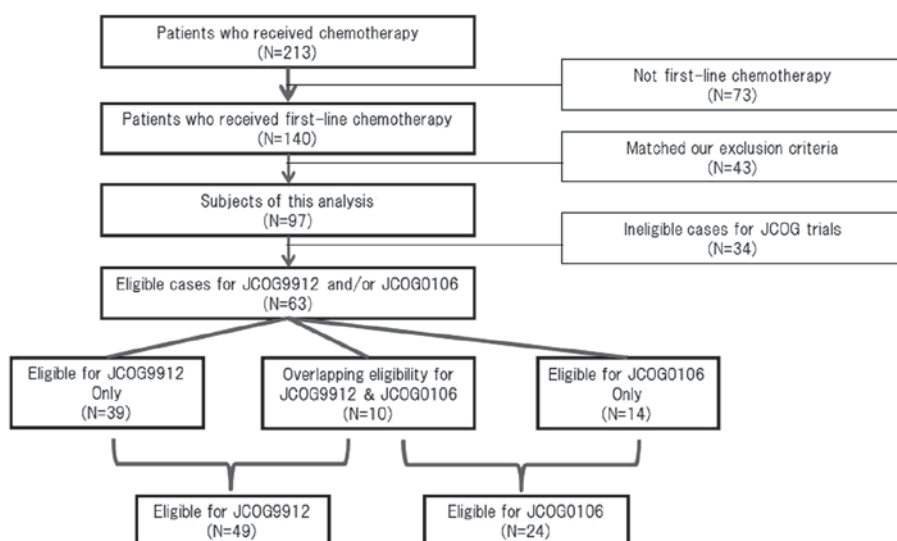 Patients who received chemotherapy
(N=213)
Not first-line chemotherapy
(N=73)
Patients who received first-line chemotherapy
(N=140)
Matched our exclusion criteria
(N=43)
Subjects of this analysis
(N=97)
Ineligible cases for JCOG trials
(N=34)
Eligible cases for JCOG9912 and/or JCOG0106
(N=63)
Eligible for JCOG9912
Only
(N=39)
Overlapping eligibility for
JCOG9912 & JCOG0106
(N=10)
Eligible for JCOG0106
Only
(N=14)
Eligible for JCOG9912
(N=49)
Eligible for JCOG0106
(N=24)